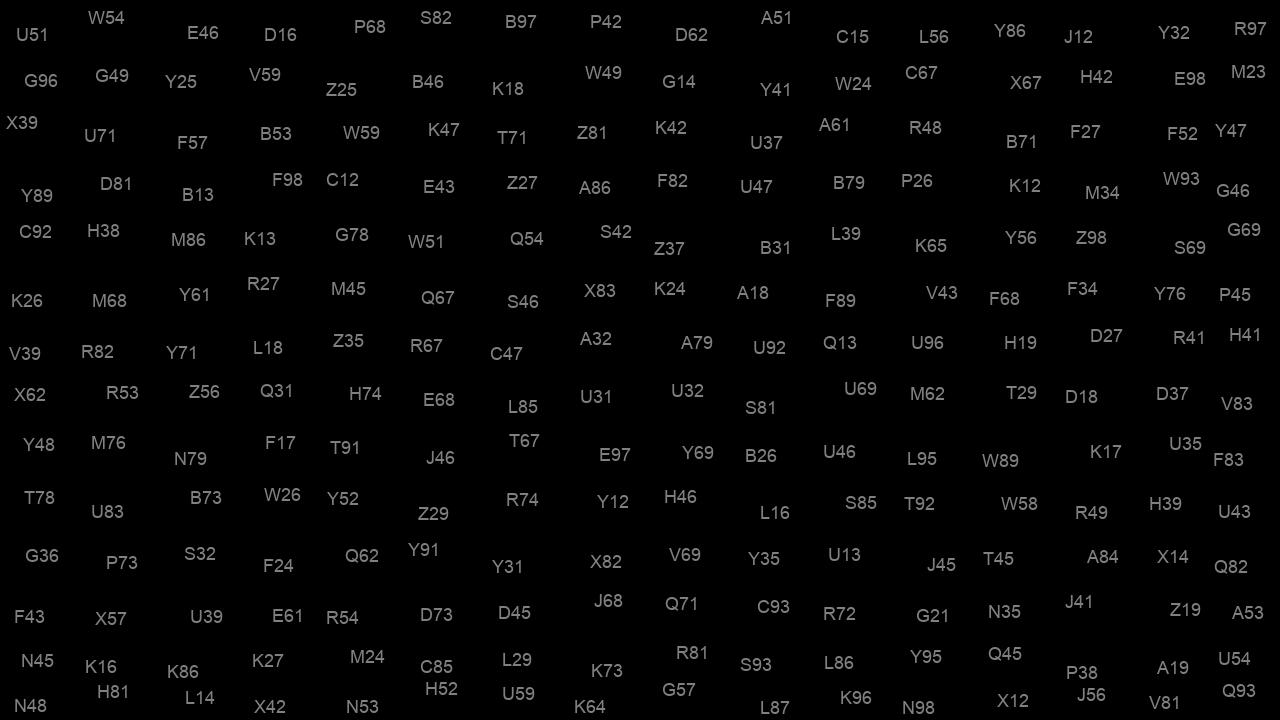 U51 W54 E46 D16 P68 S82 B97 P42 D62 A51 C15 L56 Y86 J12 Y32 R97
G96 G49 Y25 V59 Z25 B46 K18 W49 G14 Y41 W24 C67 X67 H42 E98 M23
X39 U71 F57 B53 W59 K47 T71 Z81 K42 U37 A61 R48 B71 F27 F52 Y47
Y89 D81 B13 F98 C12 E43 Z27 A86 F82 U47 B79 P26 K12 M34 W93 G46
C92 H38 M86 K13 G78 W51 Q54 S42 Z37 B31 L39 K65 Y56 Z98 S69 G69
K26 M68 Y61 R27 M45 Q67 S46 X83 K24 A18 F89 V43 F68 F34 Y76 P45
V39 R82 Y71 L18 Z35 R67 C47 A32 A79 U92 Q13 U96 H19 D27 R41 H41
X62 R53 Z56 Q31 H74 E68 L85 U31 U32 S81 U69 M62 T29 D18 D37 V83
Y48 M76 N79 F17 T91 J46 T67 E97 Y69 B26 U46 L95 W89 K17 U35 F83
T78 U83 B73 W26 Y52 Z29 R74 Y12 H46 L16 S85 T92 W58 R49 H39 U43
G36 P73 S32 F24 Q62 Y91 Y31 X82 V69 Y35 U13 J45 T45 A84 X14 Q82
F43 X57 U39 E61 R54 D73 D45 J68 Q71 C93 R72 G21 N35 J41 Z19 A53
N45 K16 K86 K27 M24 C85 L29 K73 R81 S93 L86 Y95 Q45 P38 A19 U54
N48 H81 L14 X42 N53 H52 U59 K64 G57 L87 K96 N98 X12 J56 V81 Q93